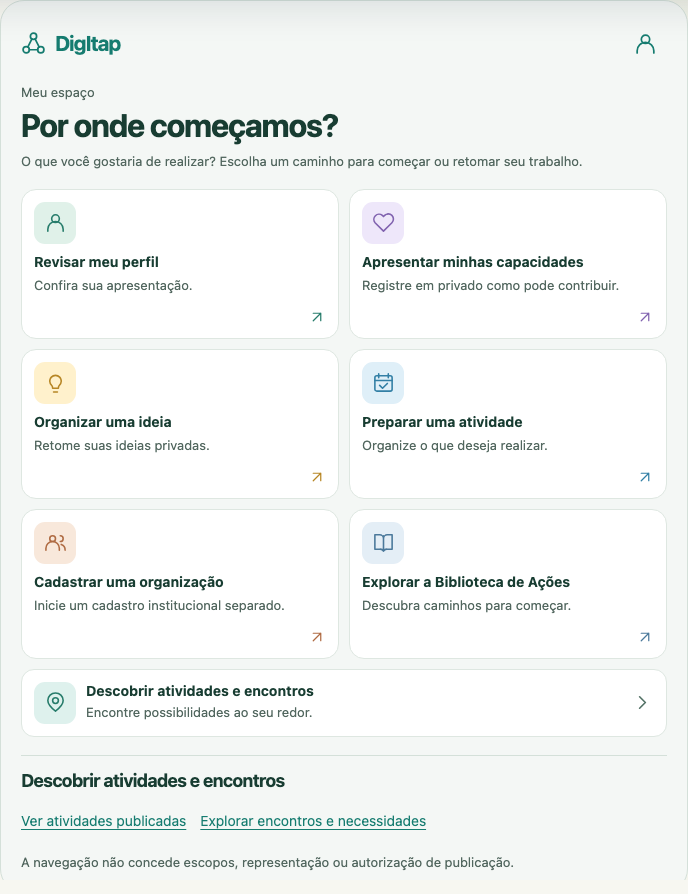 DigItap
Meu espaço
Por onde começamos?
O que você gostaria de realizar? Escolha um caminho para começar ou retomar seu trabalho.
Revisar meu perfil
Confira sua apresentação.
Apresentar minhas capacidades
Registre em privado como pode contribuir.
Organizar uma ideia
Retome suas ideias privadas.
Preparar uma atividade
Organize o que deseja realizar.
Cadastrar uma organização
Inicie um cadastro institucional separado.
Explorar a Biblioteca de Ações
Descubra caminhos para começar.
Descobrir atividades e encontros
Encontre possibilidades ao seu redor.
Descobrir atividades e encontros
Ver atividades publicadas Explorar encontros e necessidades
A navegação não concede escopos, representação ou autorização de publicação.